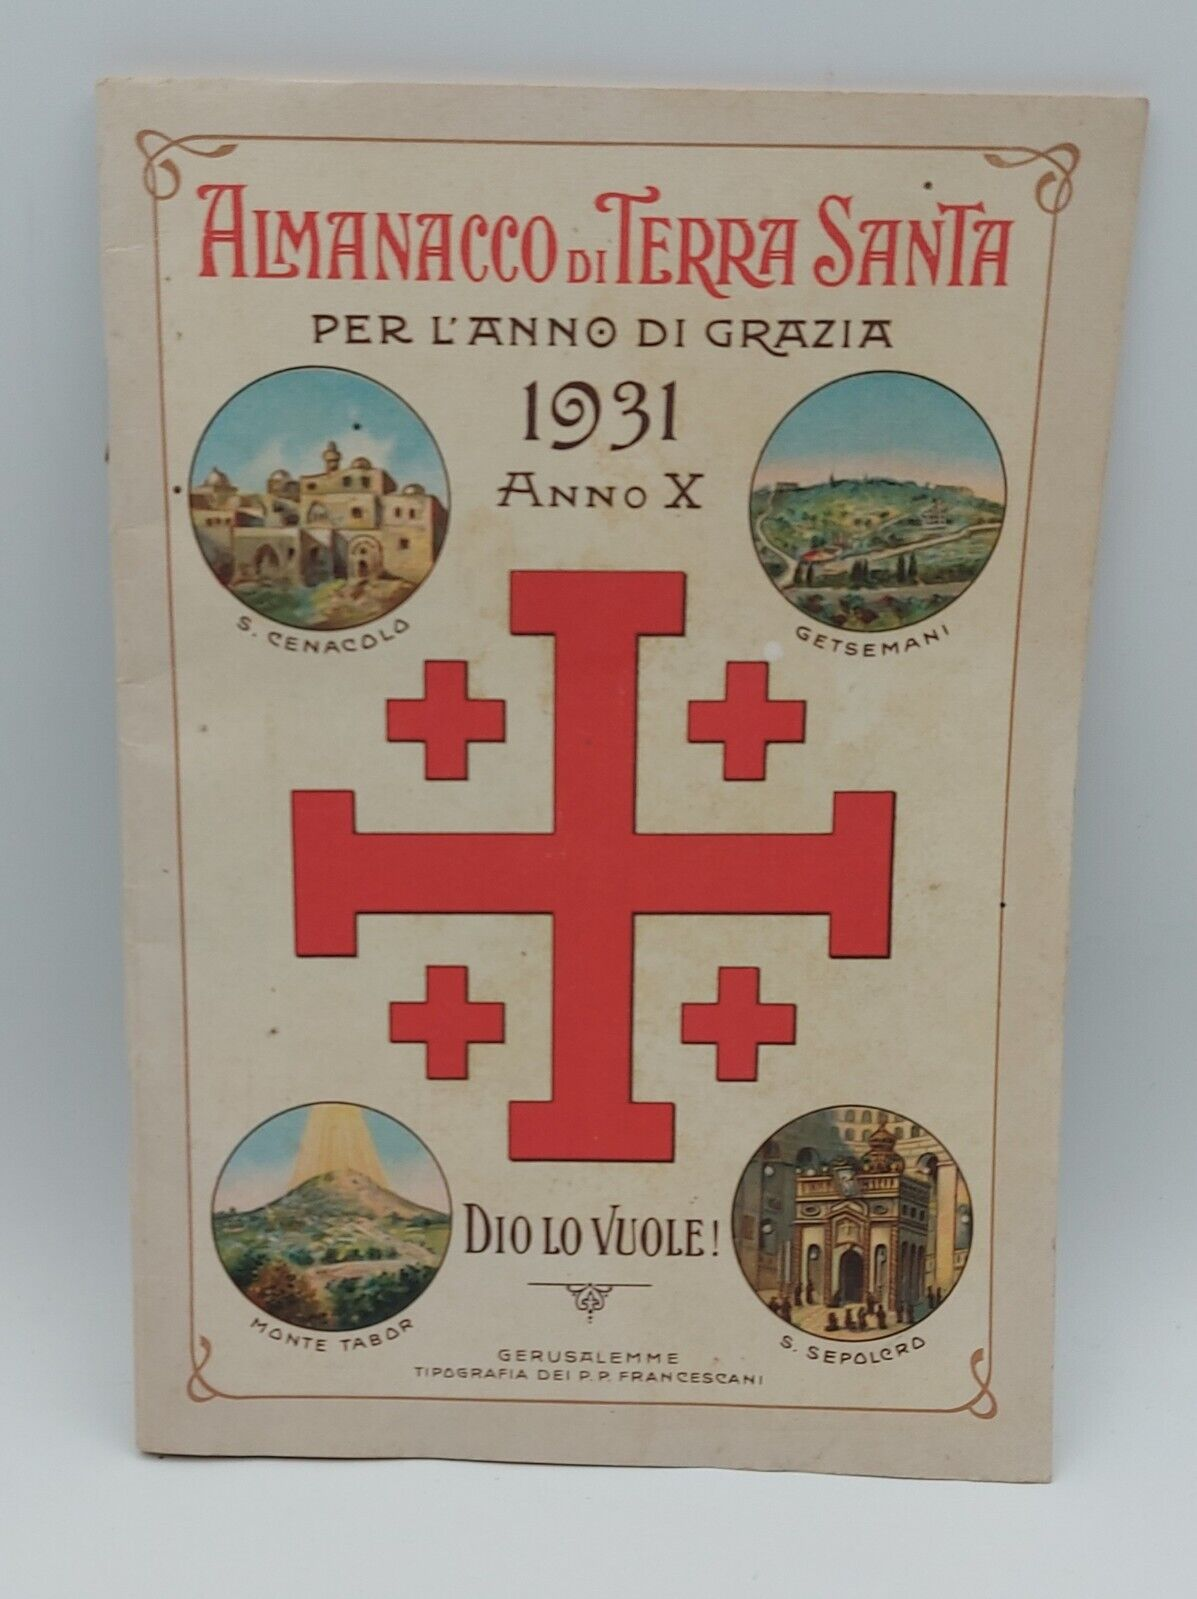 ALMANACCO DI TERRA SANTA
PER L'ANNO DI GRAZIA
1931
ANNO X
S. CENACOLO
GETSEMANI
DIO LO VUOLE!
MONTE TABOR
S. SEPOLCRO
GERUSALEMME
TIPOGRAFIA DEI P.P. FRANCESCANI